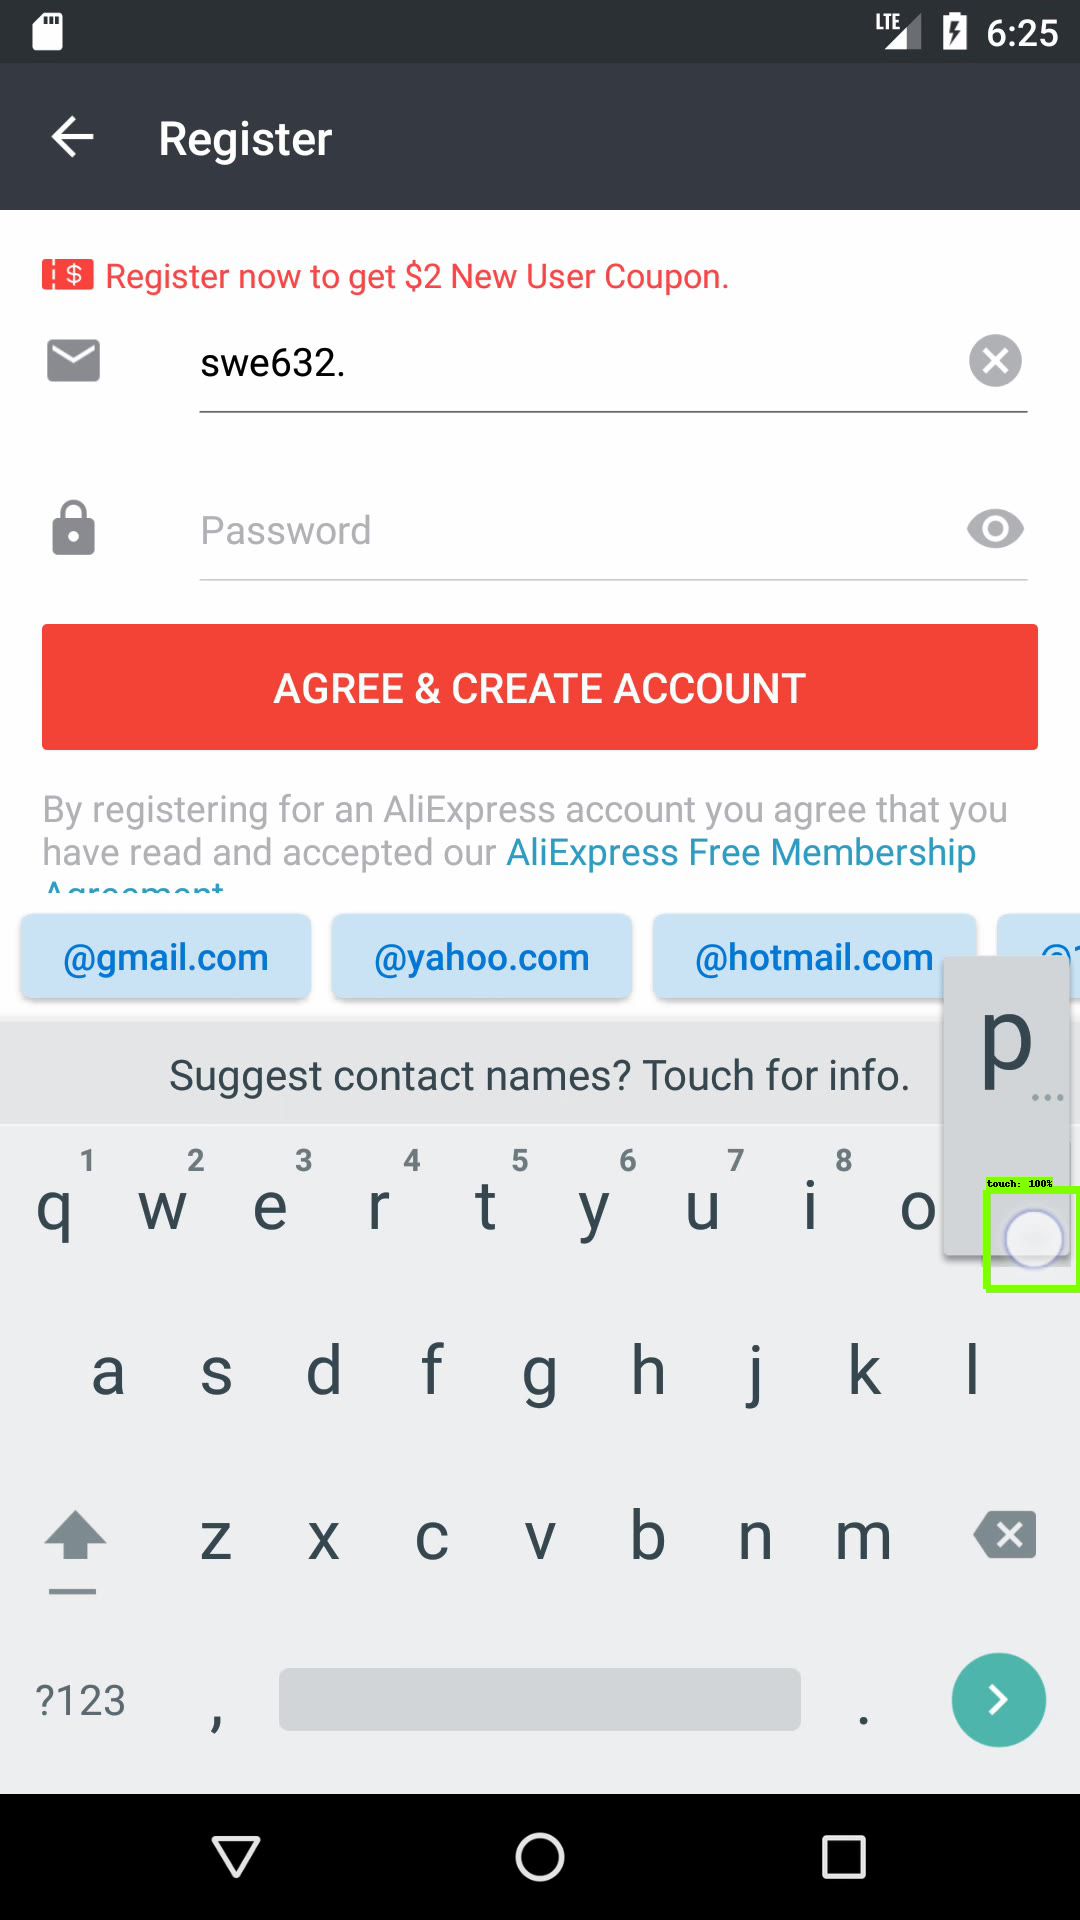 LTE 6:25
Register
$ Register now to get $2 New User Coupon.
swe632.
Password
AGREE & CREATE ACCOUNT
By registering for an AliExpress account you agree that you
have read and accepted our AliExpress Free Membership
Agreement
@gmail.com @yahoo.com @hotmail.com
p
...
Suggest contact names? Touch for info.
1 2 3 4 5 6 7 8
q w e r t y u i o
touch: 100%
a s d f g h j k l
z x c v b n m
?123 , .